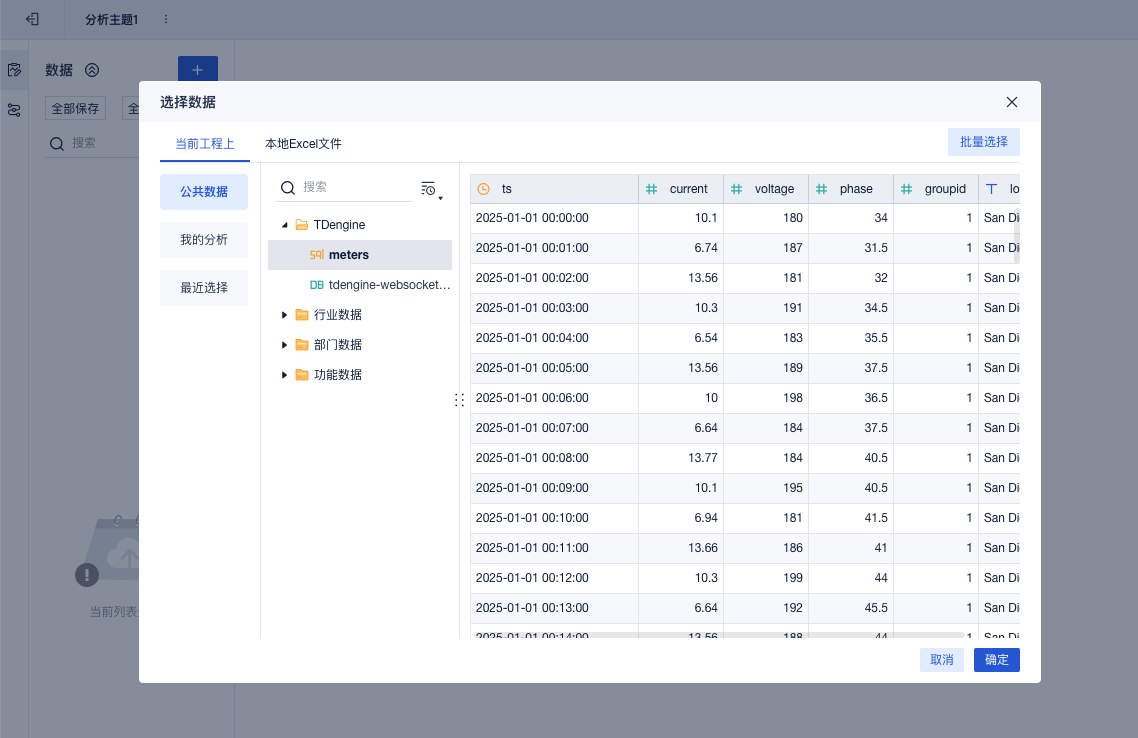 分析主题1
数据
全部保存 全
搜索
当前列表
选择数据
当前工程上 本地Excel文件 批量选择
公共数据
我的分析
最近选择
搜索
TDengine
meters
tdengine-websocket...
行业数据
部门数据
功能数据
ts current voltage phase groupid lo
2025-01-01 00:00:00 10.1 180 34 1 San Di
2025-01-01 00:01:00 6.74 187 31.5 1 San Di
2025-01-01 00:02:00 13.56 181 32 1 San Di
2025-01-01 00:03:00 10.3 191 34.5 1 San Di
2025-01-01 00:04:00 6.54 183 35.5 1 San Di
2025-01-01 00:05:00 13.56 189 37.5 1 San Di
2025-01-01 00:06:00 10 198 36.5 1 San Di
2025-01-01 00:07:00 6.64 184 37.5 1 San Di
2025-01-01 00:08:00 13.77 184 40.5 1 San Di
2025-01-01 00:09:00 10.1 195 40.5 1 San Di
2025-01-01 00:10:00 6.94 181 41.5 1 San Di
2025-01-01 00:11:00 13.66 186 41 1 San Di
2025-01-01 00:12:00 10.3 199 44 1 San Di
2025-01-01 00:13:00 6.64 192 45.5 1 San Di
2025-01-01 00:14:00 13.56 188 44 1 San Di
取消 确定